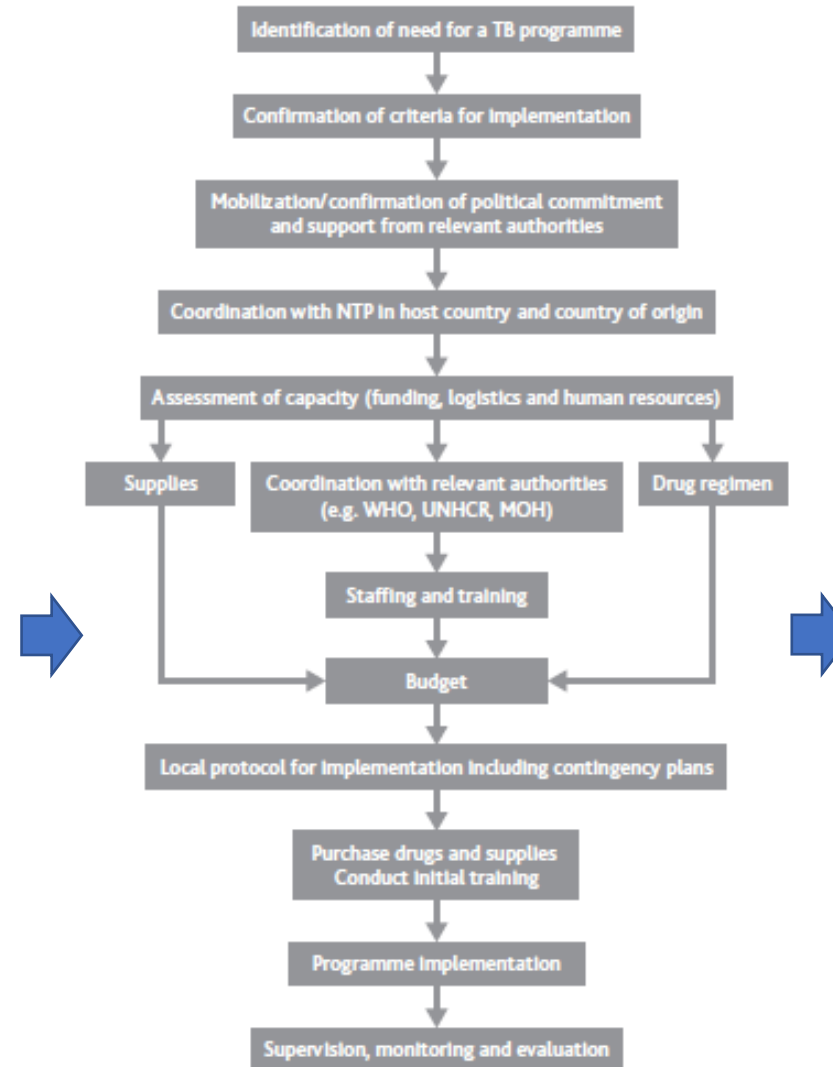 Identification of need for a TB programme
Confirmation of criteria for implementation
Mobilization/confirmation of political commitment
and support from relevant authorities
Coordination with NTP in host country and country of origin
Assessment of capacity (funding, logistics and human resources)
Supplies
Coordination with relevant authorities
(e.g. WHO, UNHCR, MOH)
Drug regimen
Staffing and training
Budget
Local protocol for implementation including contingency plans
Purchase drugs and supplies
Conduct initial training
Programme implementation
Supervision, monitoring and evaluation